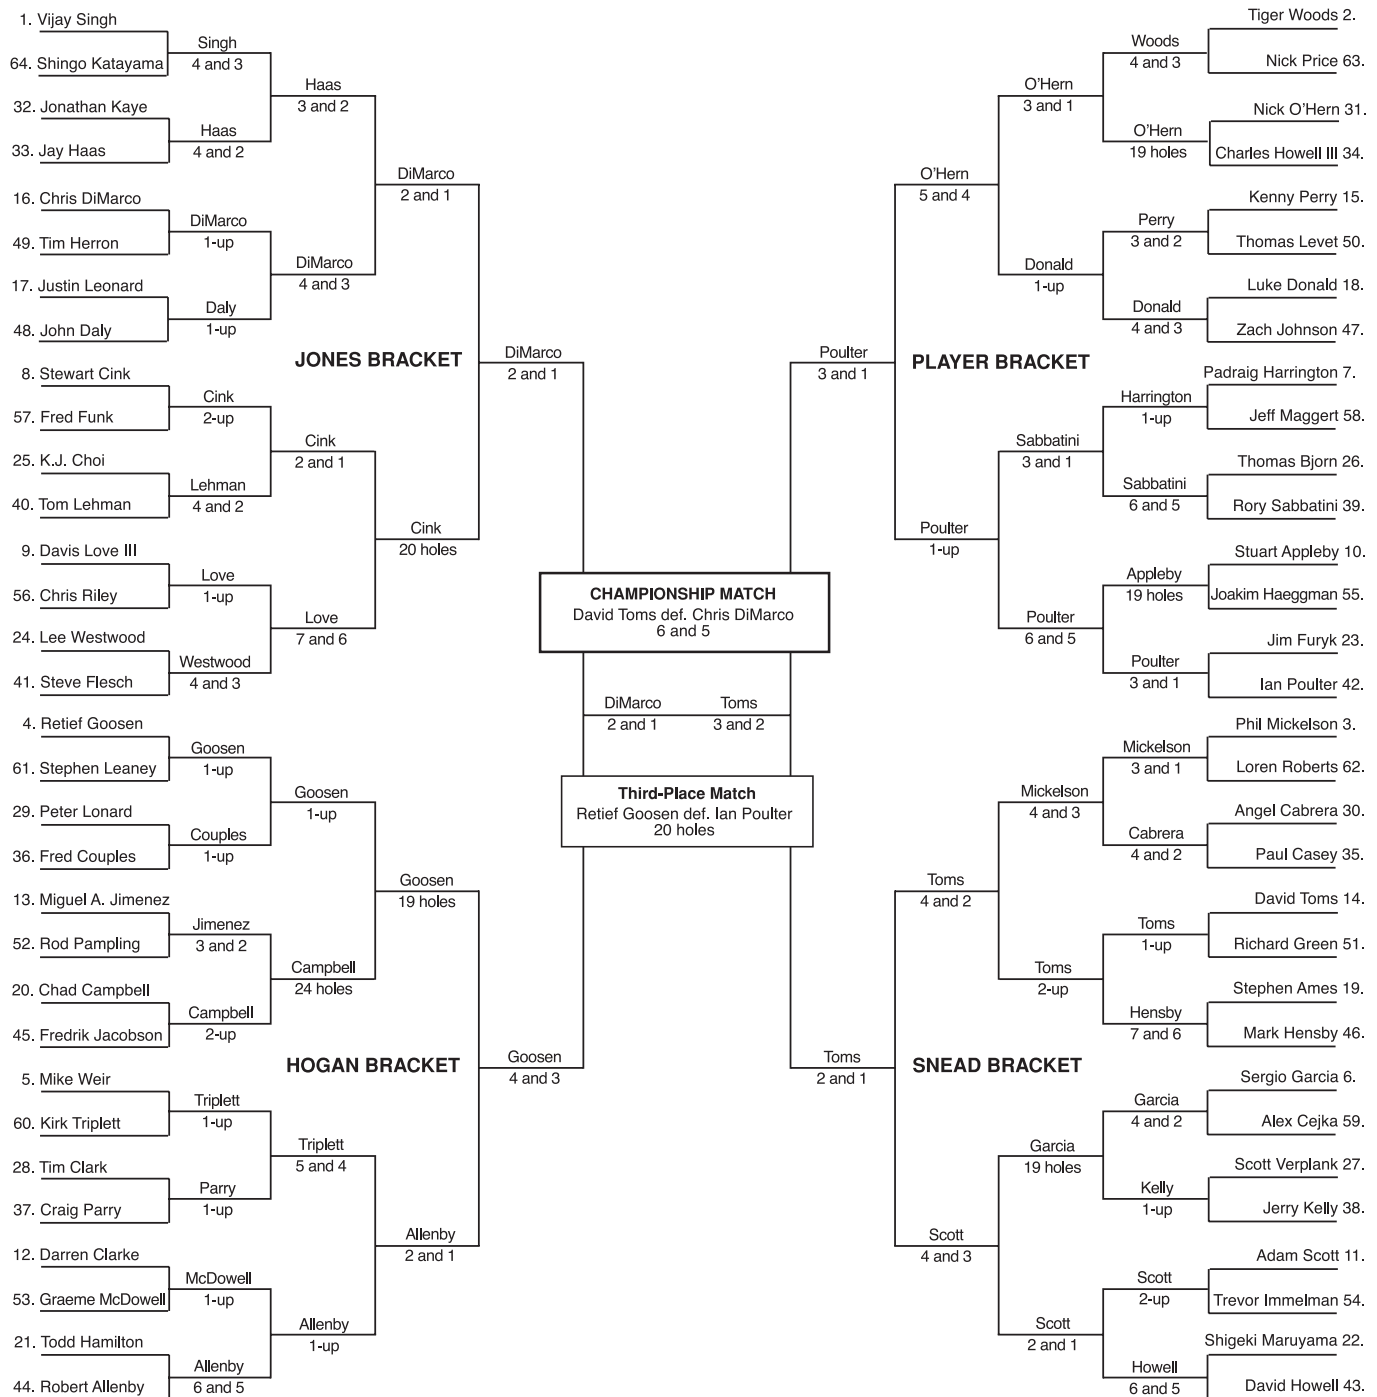 1. Vijay Singh
Singh
4 and 3
64. Shingo Katayama
Haas
3 and 2
32. Jonathan Kaye
Haas
4 and 2
33. Jay Haas
DiMarco
2 and 1
16. Chris DiMarco
DiMarco
1-up
49. Tim Herron
DiMarco
4 and 3
17. Justin Leonard
Daly
1-up
48. John Daly
JONES BRACKET
DiMarco
2 and 1
8. Stewart Cink
Cink
2-up
57. Fred Funk
Cink
2 and 1
25. K.J. Choi
Lehman
4 and 2
40. Tom Lehman
Cink
20 holes
9. Davis Love III
Love
1-up
56. Chris Riley
Love
7 and 6
24. Lee Westwood
Westwood
4 and 3
41. Steve Flesch
4. Retief Goosen
Goosen
1-up
61. Stephen Leaney
Goosen
1-up
29. Peter Lonard
Couples
1-up
36. Fred Couples
Goosen
19 holes
13. Miguel A. Jimenez
Jimenez
3 and 2
52. Rod Pampling
Campbell
24 holes
20. Chad Campbell
Campbell
2-up
45. Fredrik Jacobson
HOGAN BRACKET
Goosen
4 and 3
5. Mike Weir
Triplett
1-up
60. Kirk Triplett
Triplett
5 and 4
28. Tim Clark
Parry
1-up
37. Craig Parry
Allenby
2 and 1
12. Darren Clarke
McDowell
1-up
53. Graeme McDowell
Allenby
1-up
21. Todd Hamilton
Allenby
6 and 5
44. Robert Allenby
CHAMPIONSHIP MATCH
David Toms def. Chris DiMarco
6 and 5
DiMarco
2 and 1
Toms
3 and 2
Third-Place Match
Retief Goosen def. Ian Poulter
20 holes
Tiger Woods 2.
Woods
4 and 3
Nick Price 63.
O'Hern
3 and 1
Nick O'Hern 31.
O'Hern
19 holes
Charles Howell III 34.
O'Hern
5 and 4
Kenny Perry 15.
Perry
3 and 2
Thomas Levet 50.
Donald
1-up
Luke Donald 18.
Donald
4 and 3
Zach Johnson 47.
Poulter
3 and 1
PLAYER BRACKET
Padraig Harrington 7.
Harrington
1-up
Jeff Maggert 58.
Sabbatini
3 and 1
Thomas Bjorn 26.
Sabbatini
6 and 5
Rory Sabbatini 39.
Poulter
1-up
Stuart Appleby 10.
Appleby
19 holes
Joakim Haeggman 55.
Poulter
6 and 5
Jim Furyk 23.
Poulter
3 and 1
Ian Poulter 42.
Phil Mickelson 3.
Mickelson
3 and 1
Loren Roberts 62.
Mickelson
4 and 3
Angel Cabrera 30.
Cabrera
4 and 2
Paul Casey 35.
Toms
4 and 2
David Toms 14.
Toms
1-up
Richard Green 51.
Toms
2-up
Stephen Ames 19.
Hensby
7 and 6
Mark Hensby 46.
Toms
2 and 1
SNEAD BRACKET
Sergio Garcia 6.
Garcia
4 and 2
Alex Cejka 59.
Garcia
19 holes
Scott Verplank 27.
Kelly
1-up
Jerry Kelly 38.
Scott
4 and 3
Adam Scott 11.
Scott
2-up
Trevor Immelman 54.
Scott
2 and 1
Shigeki Maruyama 22.
Howell
6 and 5
David Howell 43.